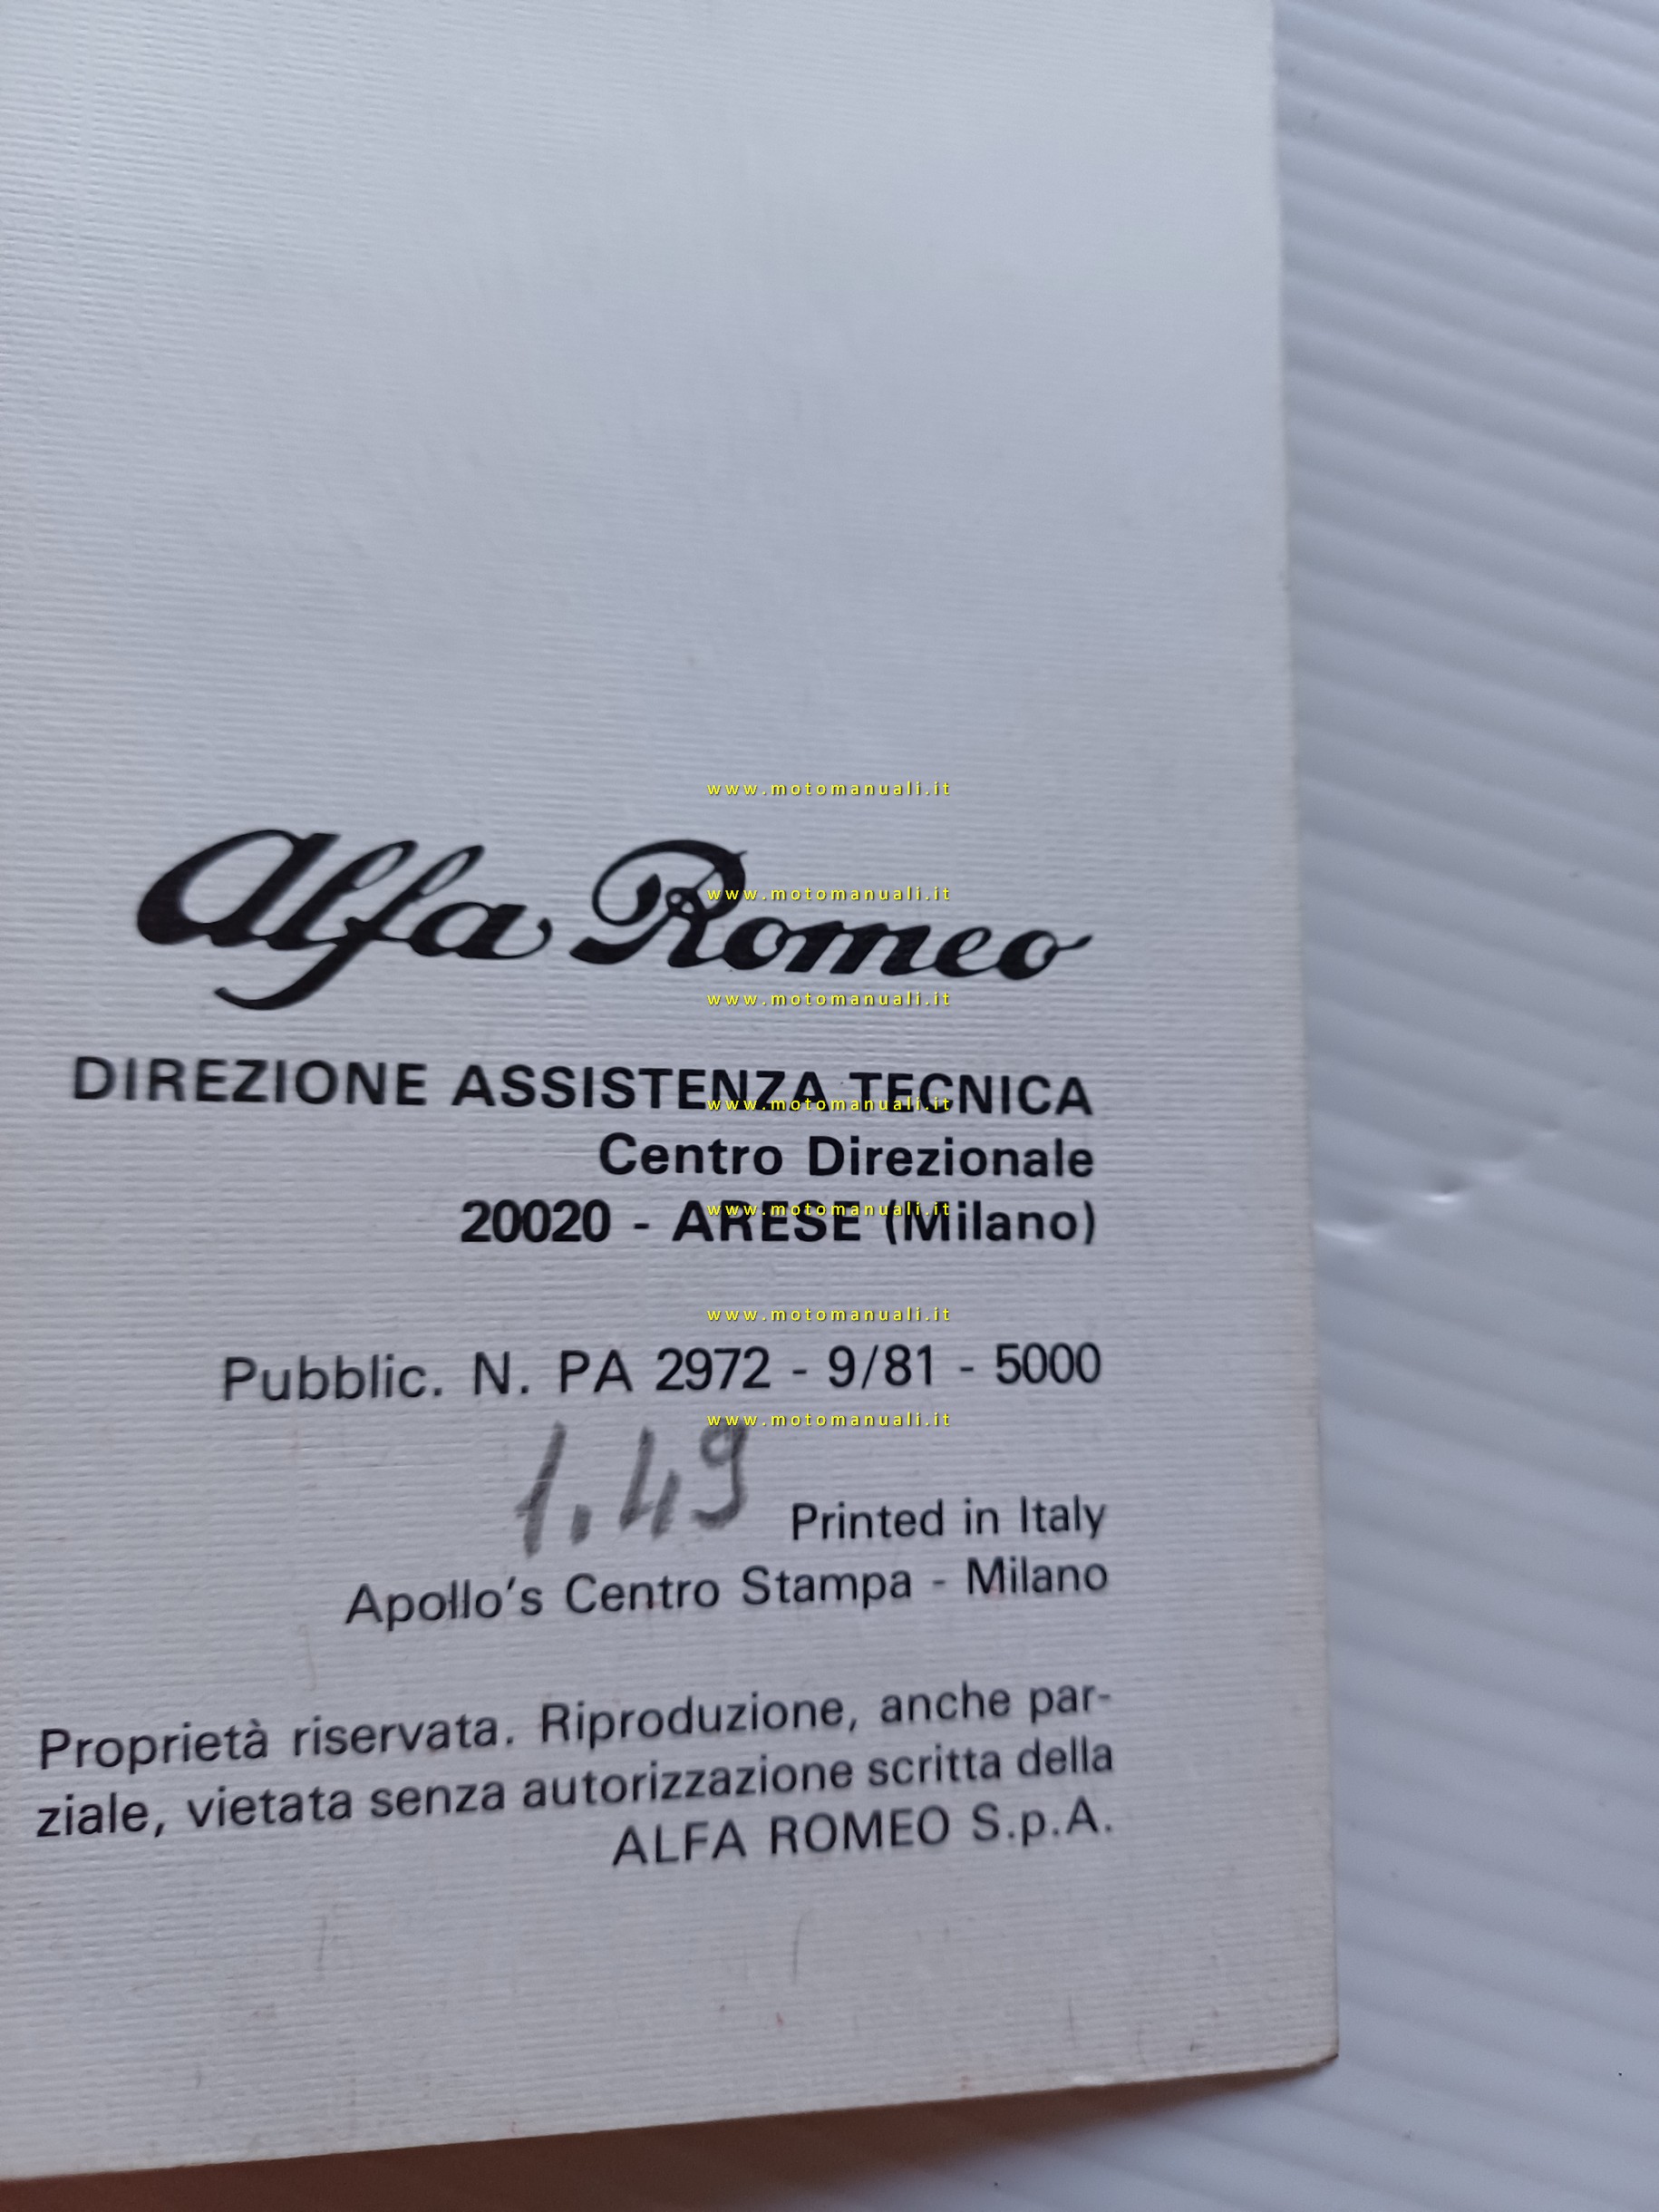 www.motomanuali.it
Alfa Romeo
www.motomanuali.it
www.motomanuali.it
DIREZIONE ASSISTENZA TECNICA
www.motomanuali.it
Centro Direzionale
20020 - ARESE (Milano)
www.motomanuali.it
www.motomanuali.it
Pubblic. N. PA 2972 - 9/81 - 5000
www.motomanuali.it
1.49
Printed in Italy
Apollo's Centro Stampa - Milano
Proprietà riservata. Riproduzione, anche par-
ziale, vietata senza autorizzazione scritta della
ALFA ROMEO S.p.A.